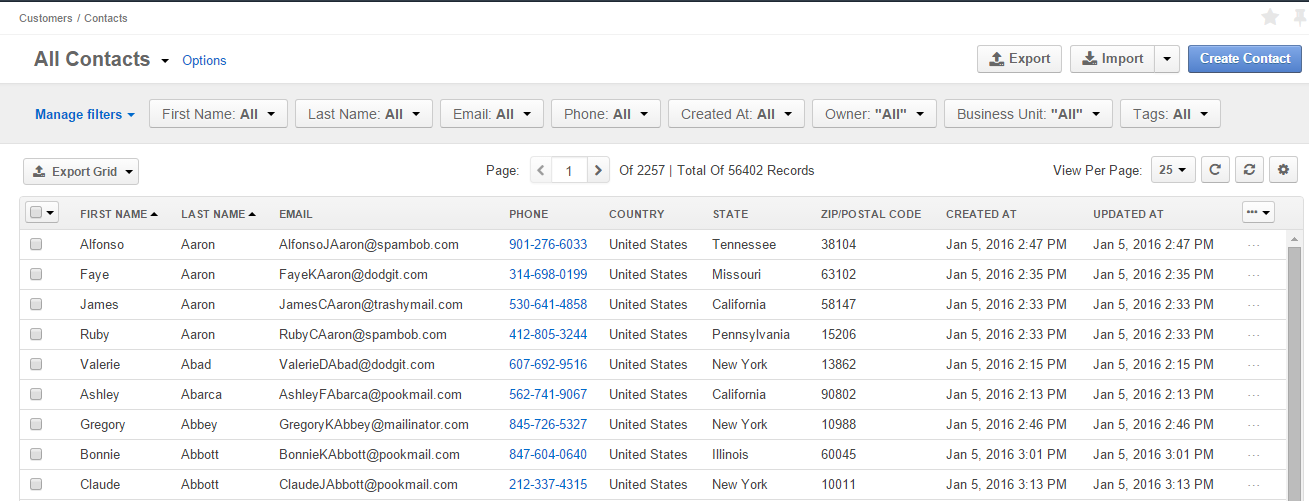 Customers / Contacts
All Contacts Options Export Import Create Contact
Manage filters First Name: All Last Name: All Email: All Phone: All Created At: All Owner: "All" Business Unit: "All" Tags: All
Export Grid Page: 1 Of 2257 | Total Of 56402 Records View Per Page: 25
FIRST NAME LAST NAME EMAIL PHONE COUNTRY STATE ZIP/POSTAL CODE CREATED AT UPDATED AT
Alfonso Aaron AlfonsoJAaron@spambob.com 901-276-6033 United States Tennessee 38104 Jan 5, 2016 2:47 PM Jan 5, 2016 2:47 PM
Faye Aaron FayeKAaron@dodgit.com 314-698-0199 United States Missouri 63102 Jan 5, 2016 2:35 PM Jan 5, 2016 2:35 PM
James Aaron JamesCAaron@trashymail.com 530-641-4858 United States California 58147 Jan 5, 2016 2:33 PM Jan 5, 2016 2:33 PM
Ruby Aaron RubyCAaron@spambob.com 412-805-3244 United States Pennsylvania 15206 Jan 5, 2016 2:33 PM Jan 5, 2016 2:33 PM
Valerie Abad ValerieDAbad@dodgit.com 607-692-9516 United States New York 13862 Jan 5, 2016 2:15 PM Jan 5, 2016 2:15 PM
Ashley Abarca AshleyFAbarca@pookmail.com 562-741-9067 United States California 90802 Jan 5, 2016 2:13 PM Jan 5, 2016 2:13 PM
Gregory Abbey GregoryKAbbey@mailinator.com 845-726-5327 United States New York 10988 Jan 5, 2016 2:46 PM Jan 5, 2016 2:46 PM
Bonnie Abbott BonnieKAbbott@pookmail.com 847-604-0640 United States Illinois 60045 Jan 5, 2016 3:01 PM Jan 5, 2016 3:01 PM
Claude Abbott ClaudeJAbbott@pookmail.com 212-337-4315 United States New York 10011 Jan 5, 2016 3:13 PM Jan 5, 2016 3:13 PM